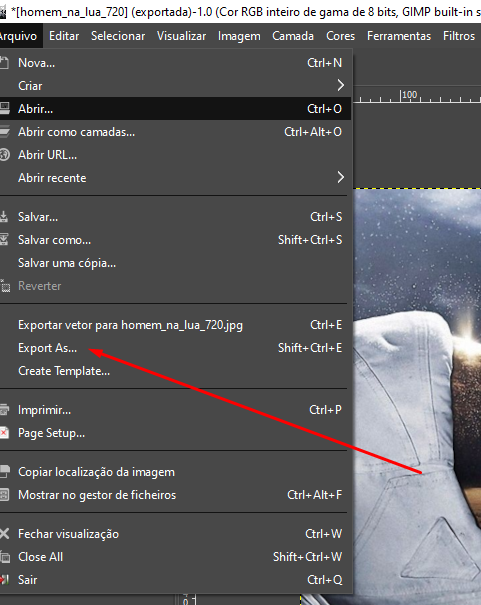 *[homem_na_lua_720] (exportada)-1.0 (Cor RGB inteiro de gama de 8 bits, GIMP built-in s
Arquivo Editar Selecionar Visualizar Imagem Camada Cores Ferramentas Filtros
Nova... Ctrl+N
Criar
Abrir... Ctrl+O
Abrir como camadas... Ctrl+Alt+O
Abrir URL...
Abrir recente
Salvar... Ctrl+S
Salvar como... Shift+Ctrl+S
Salvar uma cópia...
Reverter
Exportar vetor para homem_na_lua_720.jpg Ctrl+E
Export As... Shift+Ctrl+E
Create Template...
Imprimir... Ctrl+P
Page Setup...
Copiar localização da imagem
Mostrar no gestor de ficheiros Ctrl+Alt+F
Fechar visualização Ctrl+W
Close All Shift+Ctrl+W
Sair Ctrl+Q
100